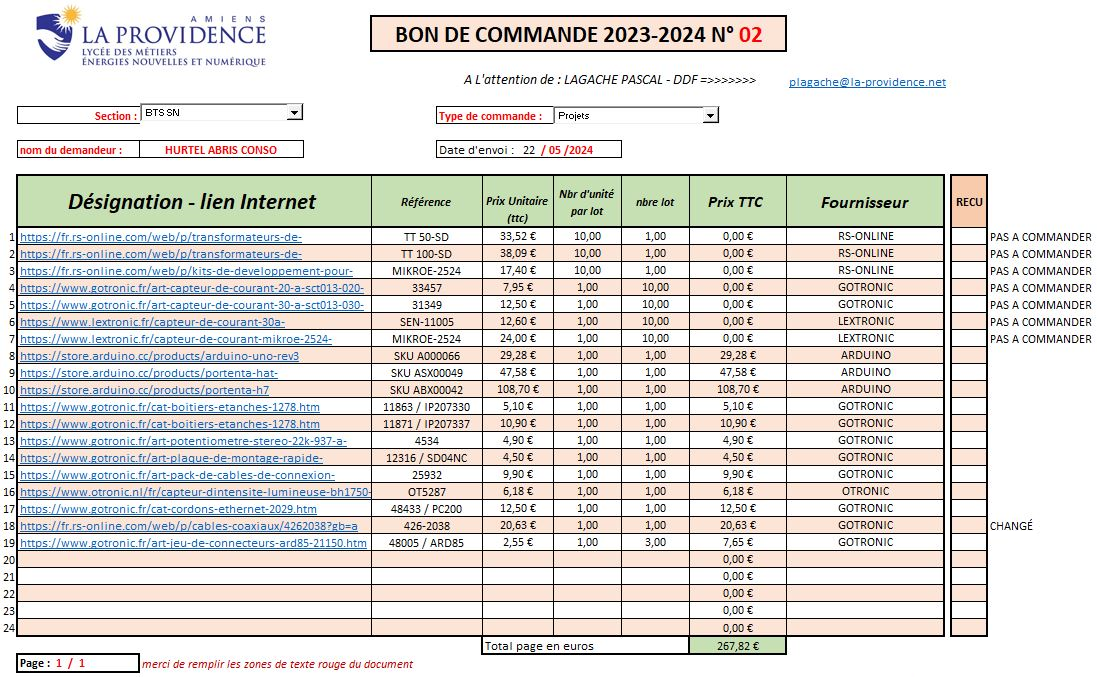 AMIENS
LA PROVIDENCE
LYCÉE DES MÉTIERS
ÉNERGIES NOUVELLES ET NUMÉRIQUE
BON DE COMMANDE 2023-2024 N° 02
A L'attention de : LAGACHE PASCAL - DDF =>>>>>>> plagache@la-providence.net
Section : BTS SN Type de commande : Projets
nom du demandeur : HURTEL ABRIS CONSO Date d'envoi : 22 / 05 /2024
Désignation - lien Internet Référence Prix Unitaire (ttc) Nbr d'unité par lot nbre lot Prix TTC Fournisseur RECU
1 https://fr.rs-online.com/web/p/transformateurs-de- TT 50-SD 33,52 € 10,00 1,00 0,00 € RS-ONLINE PAS A COMMANDER
2 https://fr.rs-online.com/web/p/transformateurs-de- TT 100-SD 38,09 € 10,00 1,00 0,00 € RS-ONLINE PAS A COMMANDER
3 https://fr.rs-online.com/web/p/kits-de-developpement-pour- MIKROE-2524 17,40 € 10,00 1,00 0,00 € RS-ONLINE PAS A COMMANDER
4 https://www.gotronic.fr/art-capteur-de-courant-20-a-sct013-020- 33457 7,95 € 1,00 10,00 0,00 € GOTRONIC PAS A COMMANDER
5 https://www.gotronic.fr/art-capteur-de-courant-30-a-sct013-030- 31349 12,50 € 1,00 10,00 0,00 € GOTRONIC PAS A COMMANDER
6 https://www.lextronic.fr/capteur-de-courant-30a- SEN-11005 12,60 € 1,00 10,00 0,00 € LEXTRONIC PAS A COMMANDER
7 https://www.lextronic.fr/capteur-de-courant-mikroe-2524- MIKROE-2524 24,00 € 1,00 10,00 0,00 € LEXTRONIC PAS A COMMANDER
8 https://store.arduino.cc/products/arduino-uno-rev3 SKU A000066 29,28 € 1,00 1,00 29,28 € ARDUINO
9 https://store.arduino.cc/products/portenta-hat- SKU ASX00049 47,58 € 1,00 1,00 47,58 € ARDUINO
10 https://store.arduino.cc/products/portenta-h7 SKU ABX00042 108,70 € 1,00 1,00 108,70 € ARDUINO
11 https://www.gotronic.fr/cat-boitiers-etanches-1278.htm 11863 / IP207330 5,10 € 1,00 1,00 5,10 € GOTRONIC
12 https://www.gotronic.fr/cat-boitiers-etanches-1278.htm 11871 / IP207337 10,90 € 1,00 1,00 10,90 € GOTRONIC
13 https://www.gotronic.fr/art-potentiometre-stereo-22k-937-a- 4534 4,90 € 1,00 1,00 4,90 € GOTRONIC
14 https://www.gotronic.fr/art-plaque-de-montage-rapide- 12316 / SD04NC 4,50 € 1,00 1,00 4,50 € GOTRONIC
15 https://www.gotronic.fr/art-pack-de-cables-de-connexion- 25932 9,90 € 1,00 1,00 9,90 € GOTRONIC
16 https://www.otronic.nl/fr/capteur-dintensite-lumineuse-bh1750- OT5287 6,18 € 1,00 1,00 6,18 € OTRONIC
17 https://www.gotronic.fr/cat-cordons-ethernet-2029.htm 48433 / PC200 12,50 € 1,00 1,00 12,50 € GOTRONIC
18 https://fr.rs-online.com/web/p/cables-coaxiaux/4262038?gb=a 426-2038 20,63 € 1,00 1,00 20,63 € GOTRONIC CHANGÉ
19 https://www.gotronic.fr/art-jeu-de-connecteurs-ard85-21150.htm 48005 / ARD85 2,55 € 1,00 3,00 7,65 € GOTRONIC
20 0,00 €
21 0,00 €
22 0,00 €
23 0,00 €
24 0,00 €
Total page en euros 267,82 €
Page : 1 / 1 merci de remplir les zones de texte rouge du document